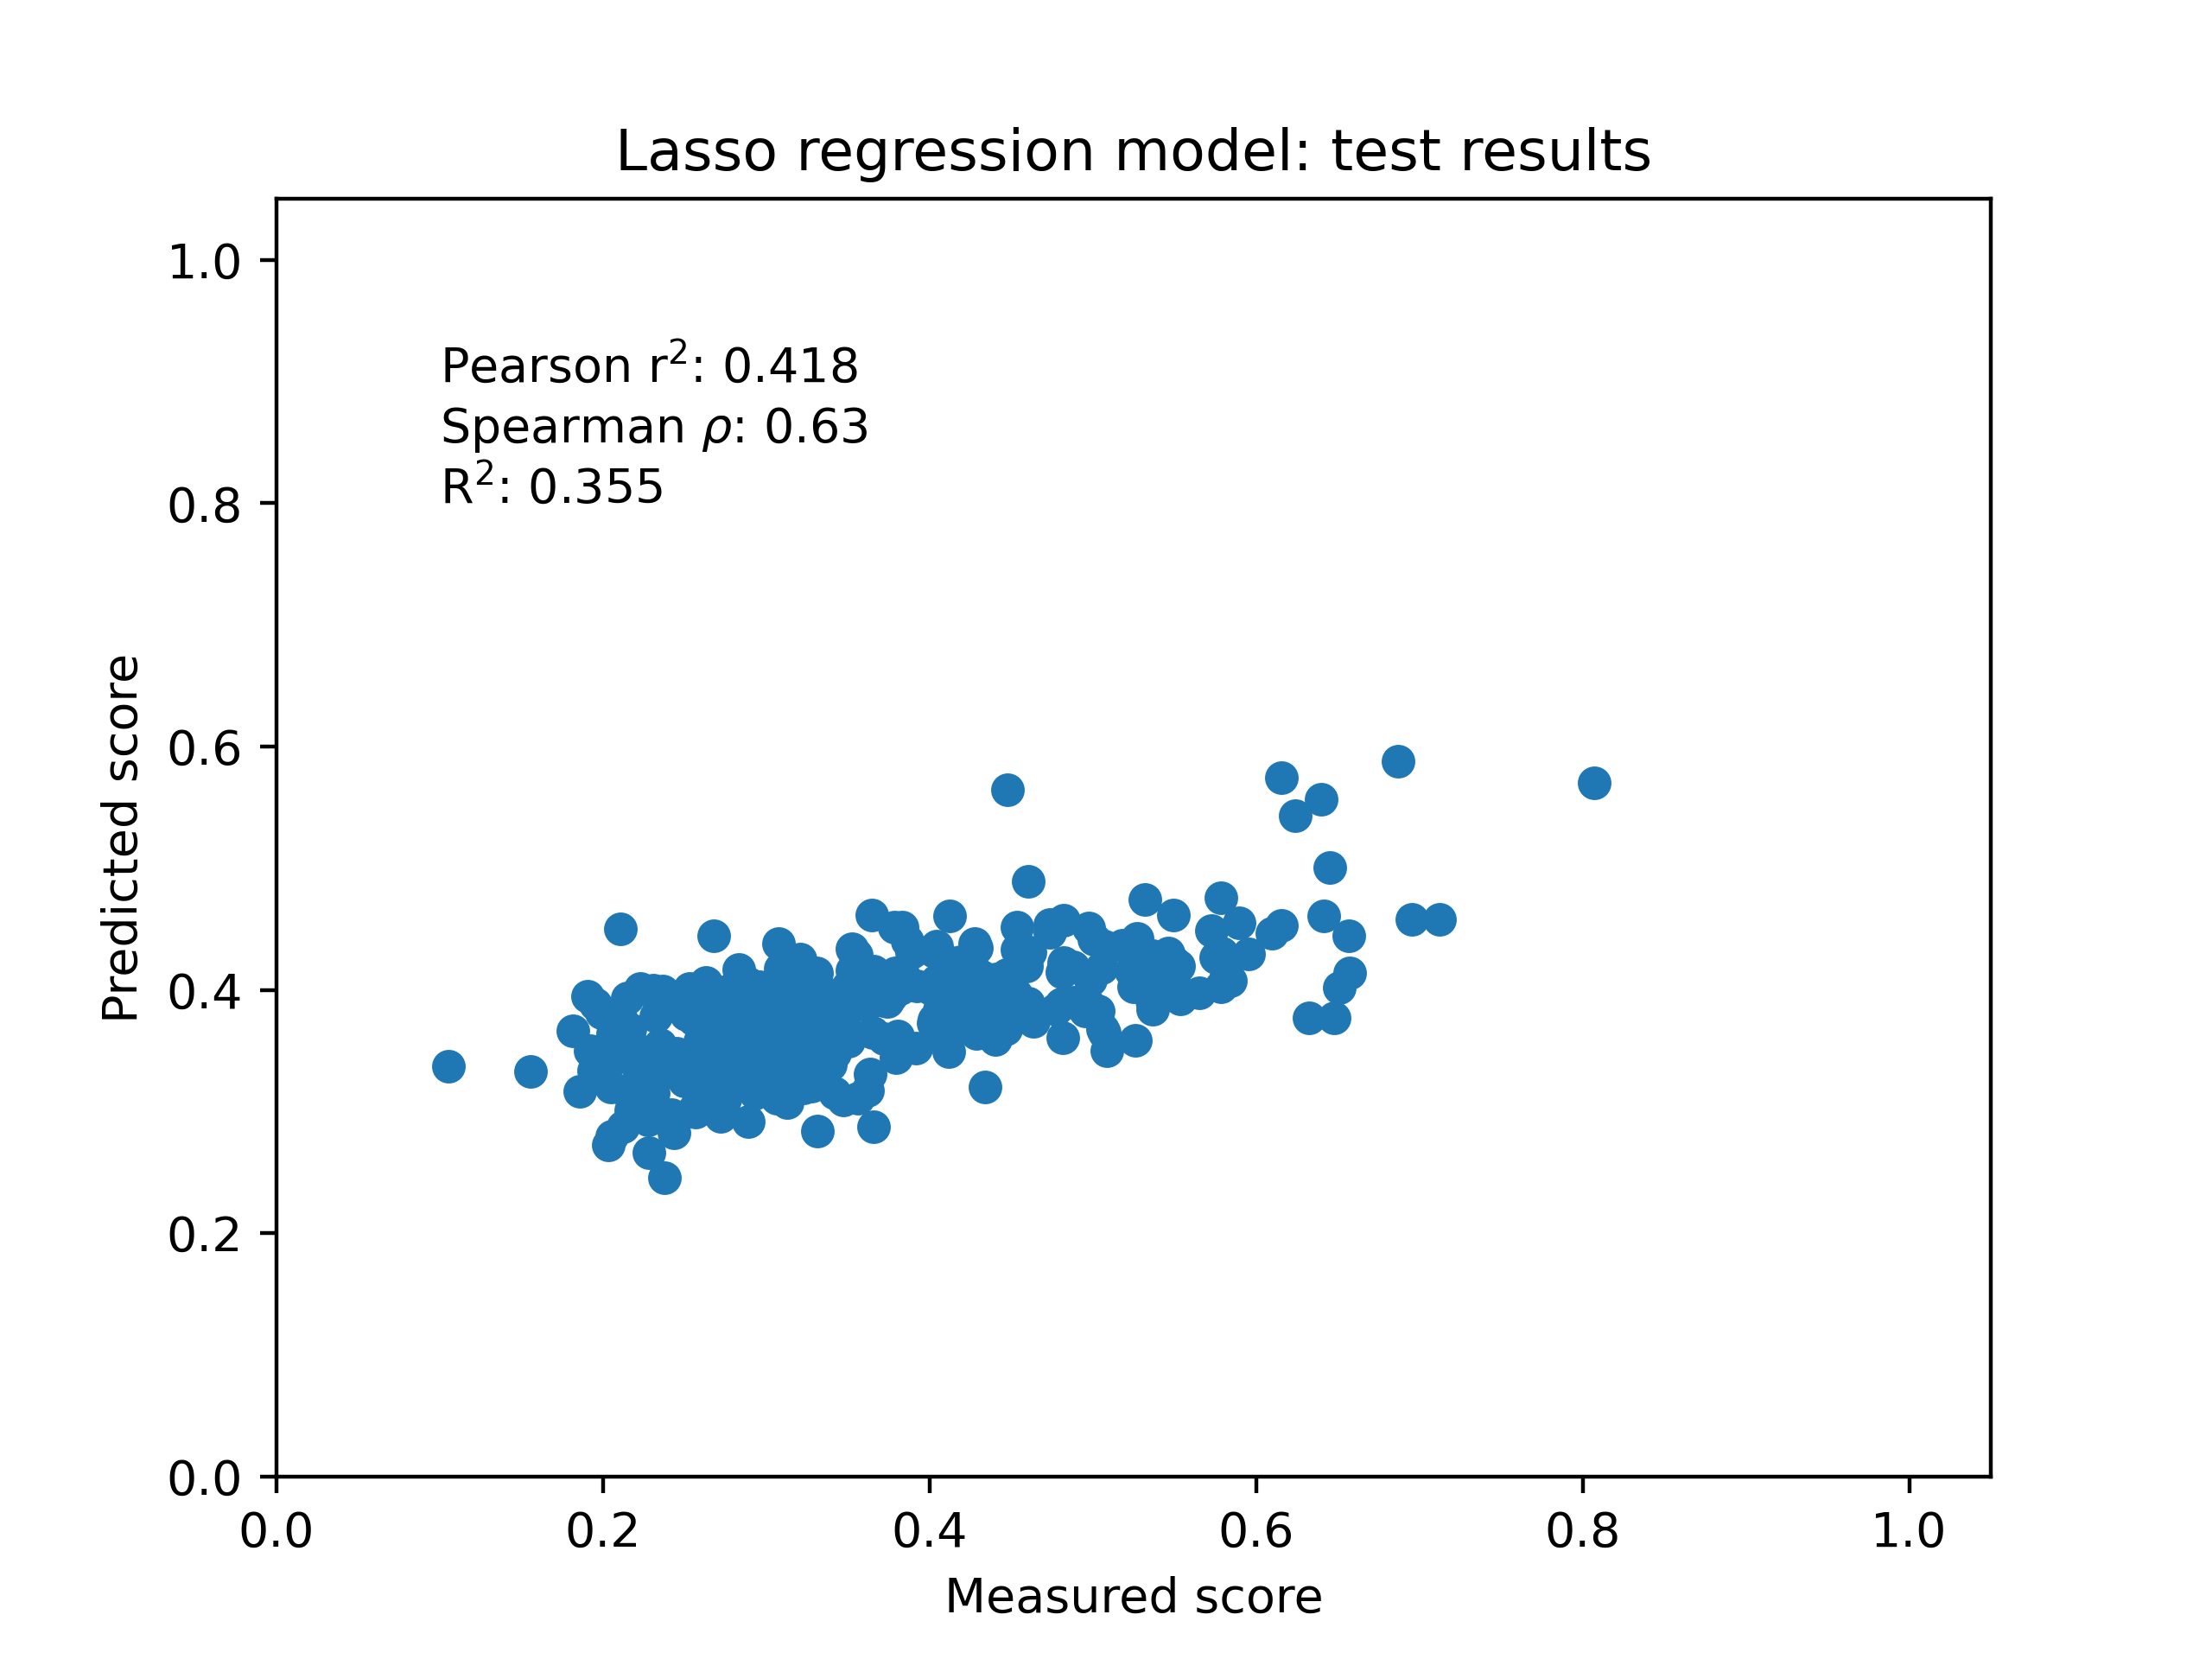 Lasso regression model: test results
1.0
Pearson r²: 0.418
Spearman ρ: 0.63
R²: 0.355
0.8
0.6
0.4
0.2
0.0
Predicted score
0.0 0.2 0.4 0.6 0.8 1.0
Measured score